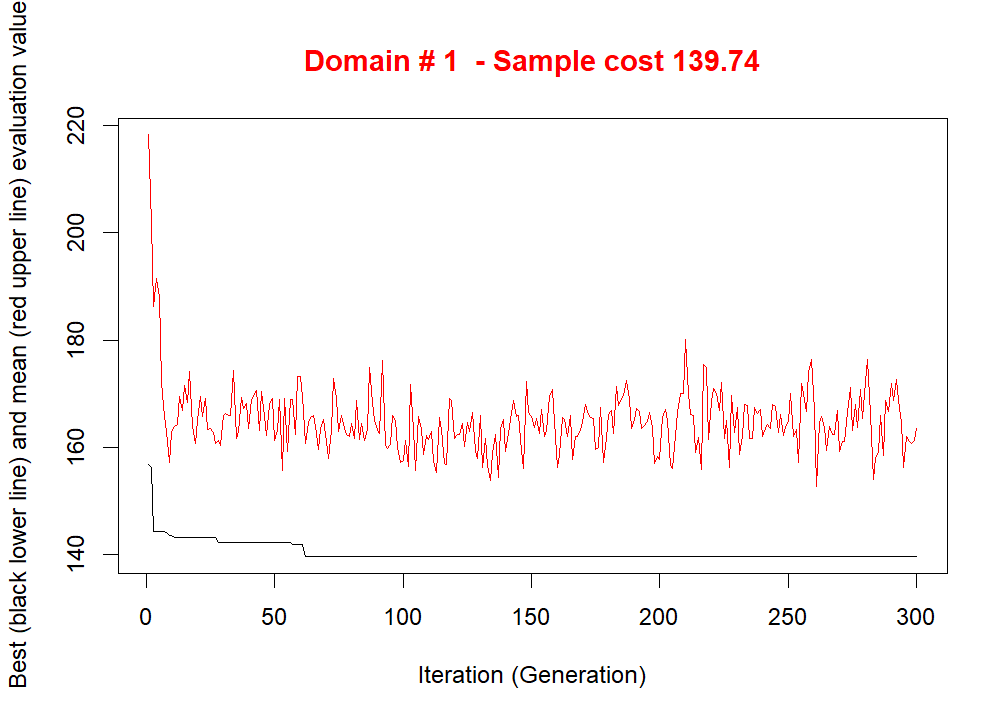 Domain # 1  - Sample cost 139.74
Best (black lower line) and mean (red upper line) evaluation value
220
200
180
160
140
0 50 100 150 200 250 300
Iteration (Generation)